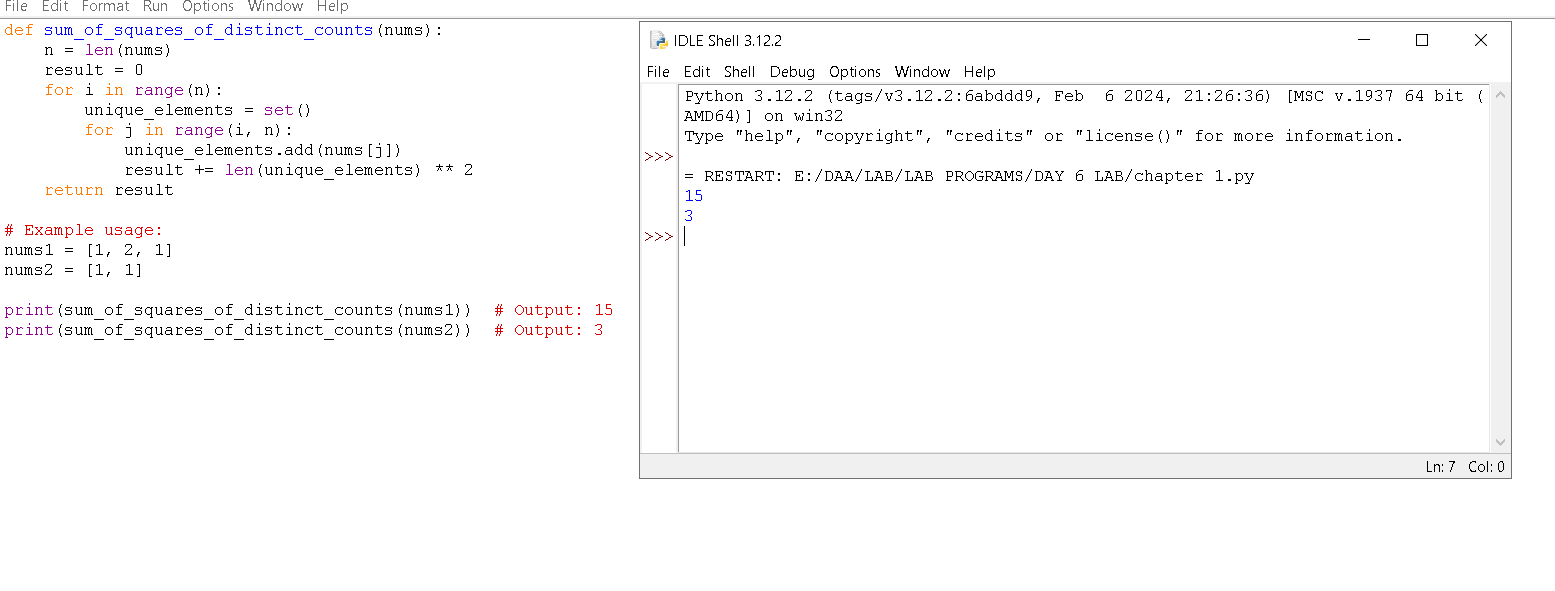 File Edit Format Run Options Window Help
def sum_of_squares_of_distinct_counts(nums):
    n = len(nums)
    result = 0
    for i in range(n):
        unique_elements = set()
        for j in range(i, n):
            unique_elements.add(nums[j])
            result += len(unique_elements) ** 2
    return result

# Example usage:
nums1 = [1, 2, 1]
nums2 = [1, 1]

print(sum_of_squares_of_distinct_counts(nums1))  # Output: 15
print(sum_of_squares_of_distinct_counts(nums2))  # Output: 3
IDLE Shell 3.12.2
File Edit Shell Debug Options Window Help
Python 3.12.2 (tags/v3.12.2:6abddd9, Feb  6 2024, 21:26:36) [MSC v.1937 64 bit (
AMD64)] on win32
Type "help", "copyright", "credits" or "license()" for more information.
>>>
= RESTART: E:/DAA/LAB/LAB PROGRAMS/DAY 6 LAB/chapter 1.py
15
3
>>>
Ln: 7 Col: 0